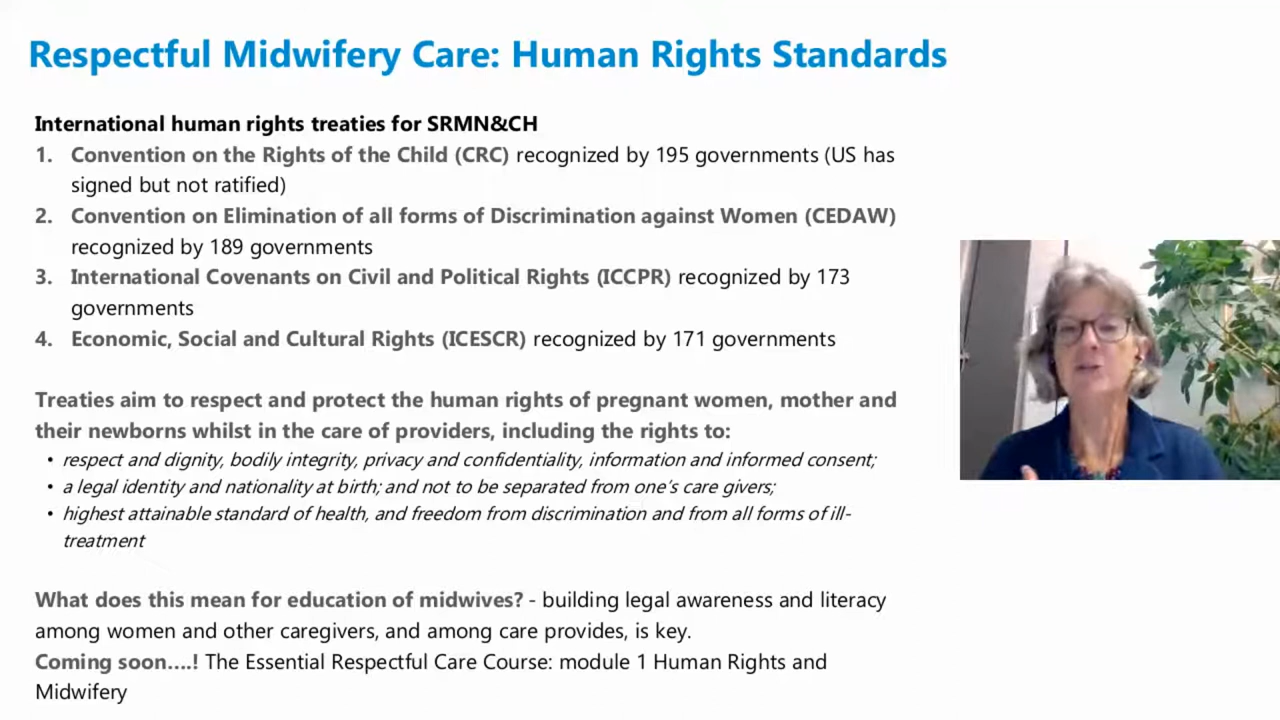 Respectful Midwifery Care: Human Rights Standards
International human rights treaties for SRMN&CH
1. Convention on the Rights of the Child (CRC) recognized by 195 governments (US has
signed but not ratified)
2. Convention on Elimination of all forms of Discrimination against Women (CEDAW)
recognized by 189 governments
3. International Covenants on Civil and Political Rights (ICCPR) recognized by 173
governments
4. Economic, Social and Cultural Rights (ICESCR) recognized by 171 governments
Treaties aim to respect and protect the human rights of pregnant women, mother and
their newborns whilst in the care of providers, including the rights to:
• respect and dignity, bodily integrity, privacy and confidentiality, information and informed consent;
• a legal identity and nationality at birth; and not to be separated from one's care givers;
• highest attainable standard of health, and freedom from discrimination and from all forms of ill-
treatment
What does this mean for education of midwives? - building legal awareness and literacy
among women and other caregivers, and among care provides, is key.
Coming soon....! The Essential Respectful Care Course: module 1 Human Rights and
Midwifery